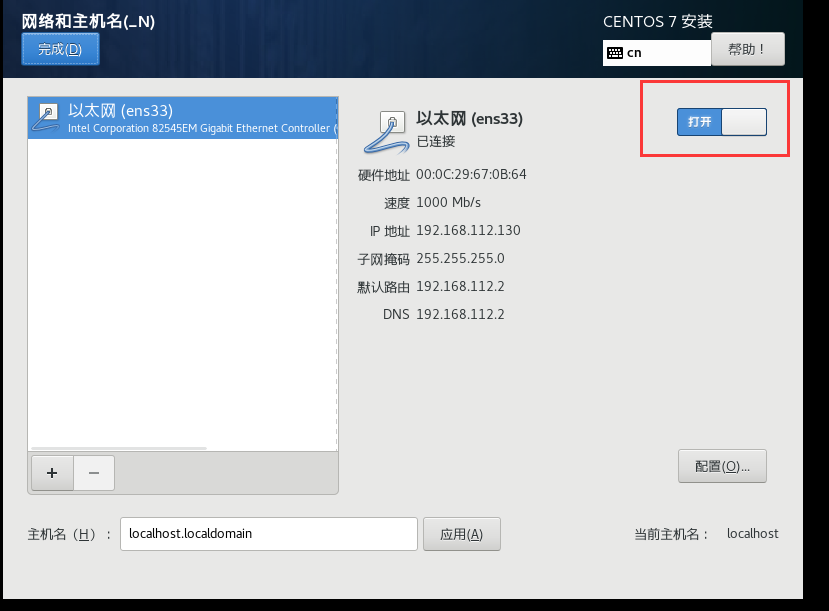 网络和主机名(_N)
CENTOS 7 安装
完成(D)
cn
帮助！
以太网 (ens33)
Intel Corporation 82545EM Gigabit Ethernet Controller (
以太网 (ens33)
已连接
打开
硬件地址 00:0C:29:67:0B:64
速度 1000 Mb/s
IP 地址 192.168.112.130
子网掩码 255.255.255.0
默认路由 192.168.112.2
DNS 192.168.112.2
+ −
配置(O)...
主机名（H）： localhost.localdomain 应用(A) 当前主机名： localhost